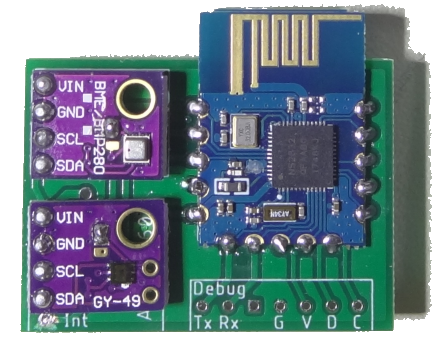 VIN
GND
SCL
SDA
BME/BMP280
VIN
GND
SCL
SDA
GY-49
Int
A
Debug
Tx Rx G V D C